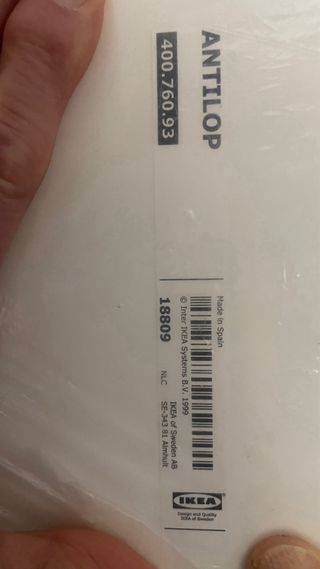 ANTILOP
400.760.93
Made in Spain
© Inter IKEA Systems B.V. 1999
18809
NLC
IKEA of Sweden AB
SE-343 81 Älmhult
IKEA
Design and Quality
IKEA of Sweden